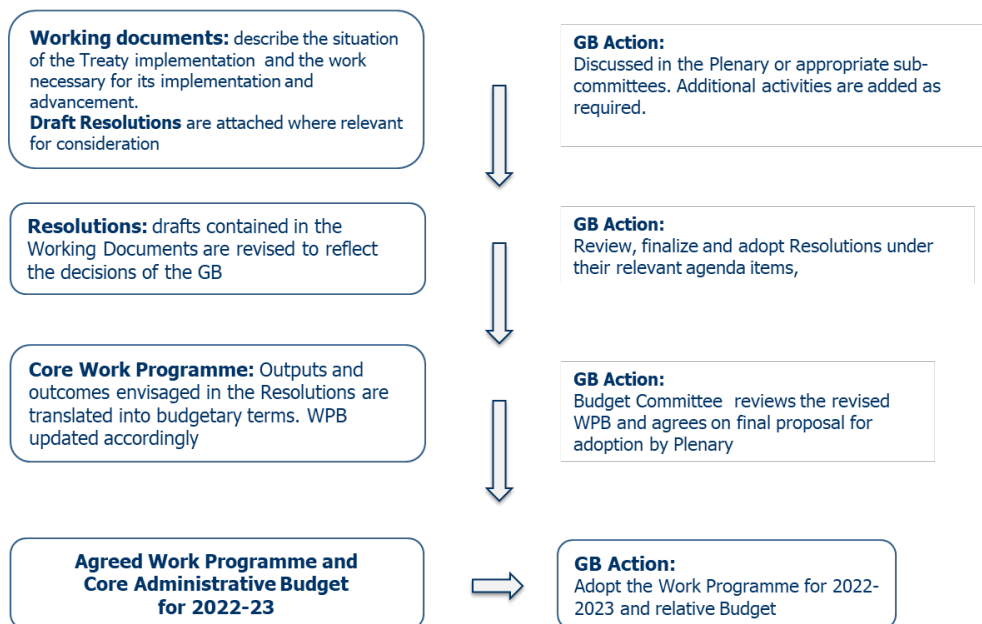 Working documents: describe the situation
of the Treaty implementation and the work
necessary for its implementation and
advancement.
Draft Resolutions are attached where relevant
for consideration
GB Action:
Discussed in the Plenary or appropriate sub-
committees. Additional activities are added as
required.
Resolutions: drafts contained in the
Working Documents are revised to reflect
the decisions of the GB
GB Action:
Review, finalize and adopt Resolutions under
their relevant agenda items,
Core Work Programme: Outputs and
outcomes envisaged in the Resolutions are
translated into budgetary terms. WPB
updated accordingly
GB Action:
Budget Committee reviews the revised
WPB and agrees on final proposal for
adoption by Plenary
Agreed Work Programme and
Core Administrative Budget
for 2022-23
GB Action:
Adopt the Work Programme for 2022-
2023 and relative Budget